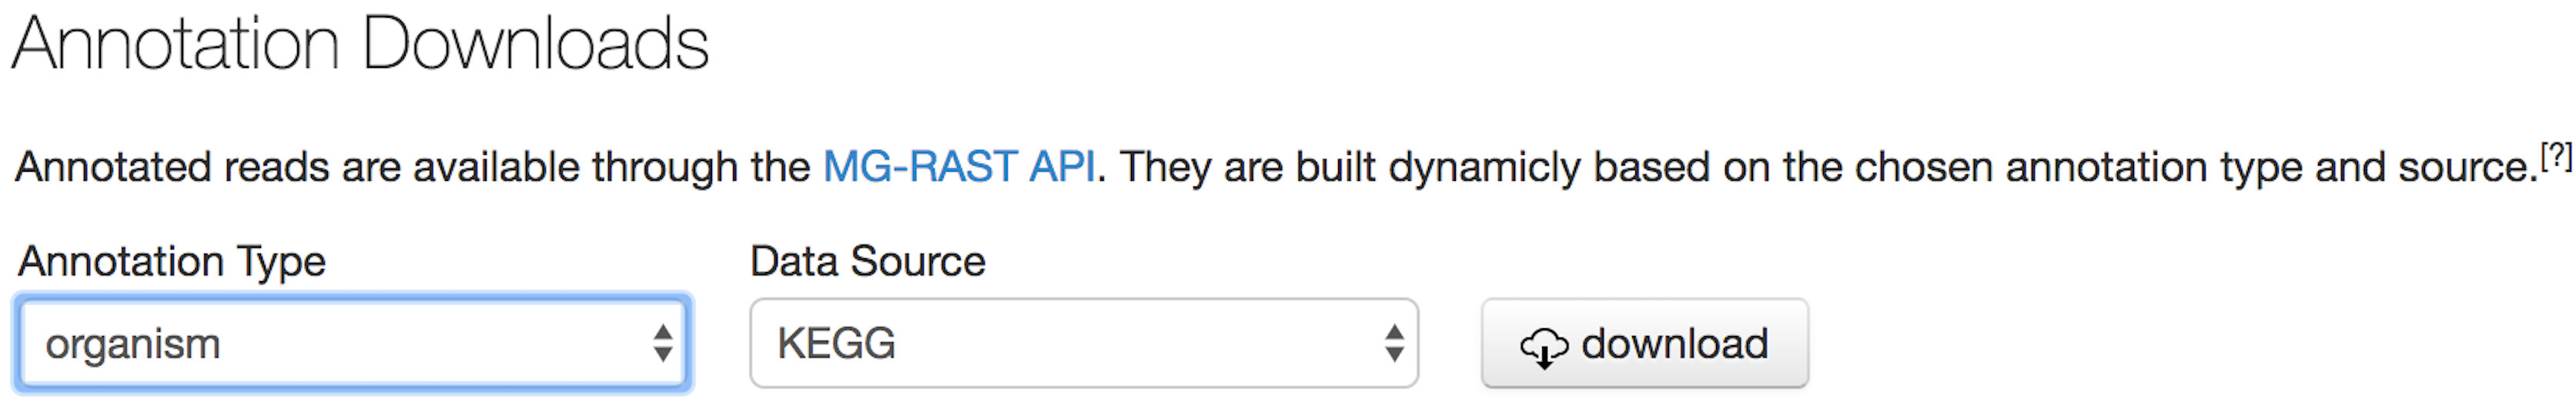 Annotation Downloads
Annotated reads are available through the MG-RAST API. They are built dynamicly based on the chosen annotation type and source.[?]
Annotation Type
Data Source
organism
KEGG
download